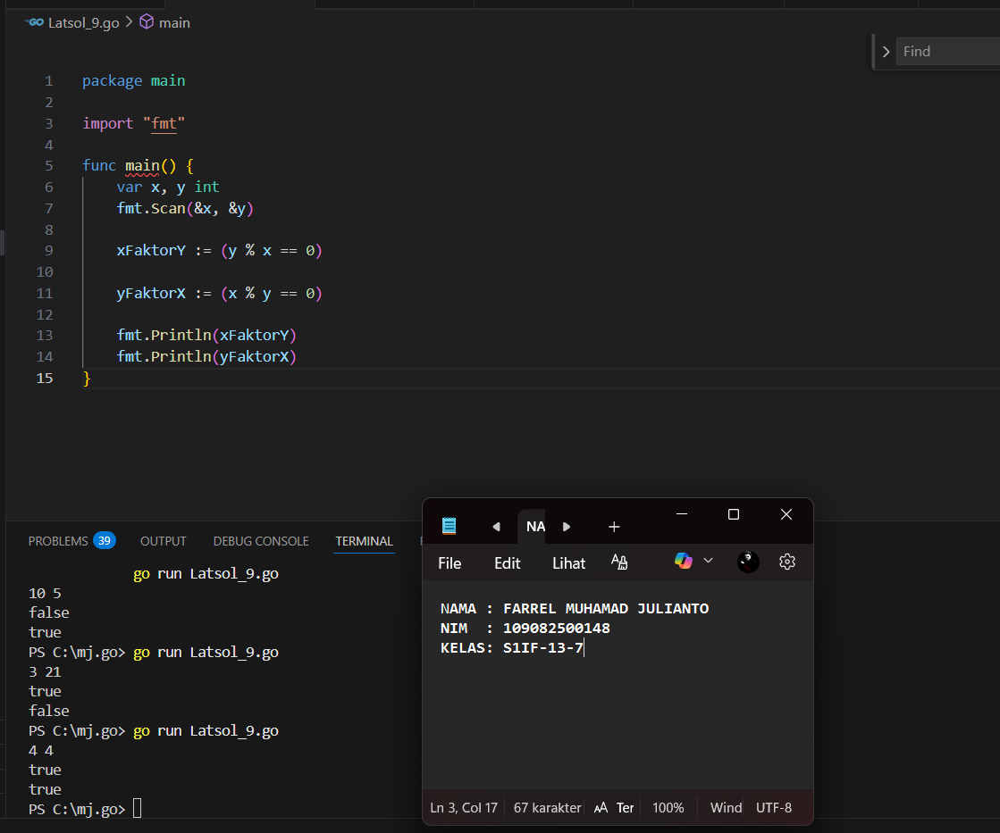 GO Latsol_9.go > main
Find
1 package main
2
3 import "fmt"
4
5 func main() {
6 var x, y int
7 fmt.Scan(&x, &y)
8
9 xFaktorY := (y % x == 0)
10
11 yFaktorX := (x % y == 0)
12
13 fmt.Println(xFaktorY)
14 fmt.Println(yFaktorX)
15 }
PROBLEMS 39 OUTPUT DEBUG CONSOLE TERMINAL
go run Latsol_9.go
10 5
false
true
PS C:\mj.go> go run Latsol_9.go
3 21
true
false
PS C:\mj.go> go run Latsol_9.go
4 4
true
true
PS C:\mj.go>
NA
File Edit Lihat
NAMA : FARREL MUHAMAD JULIANTO
NIM : 109082500148
KELAS: S1IF-13-7
Ln 3, Col 17 67 karakter Ter 100% Wind UTF-8